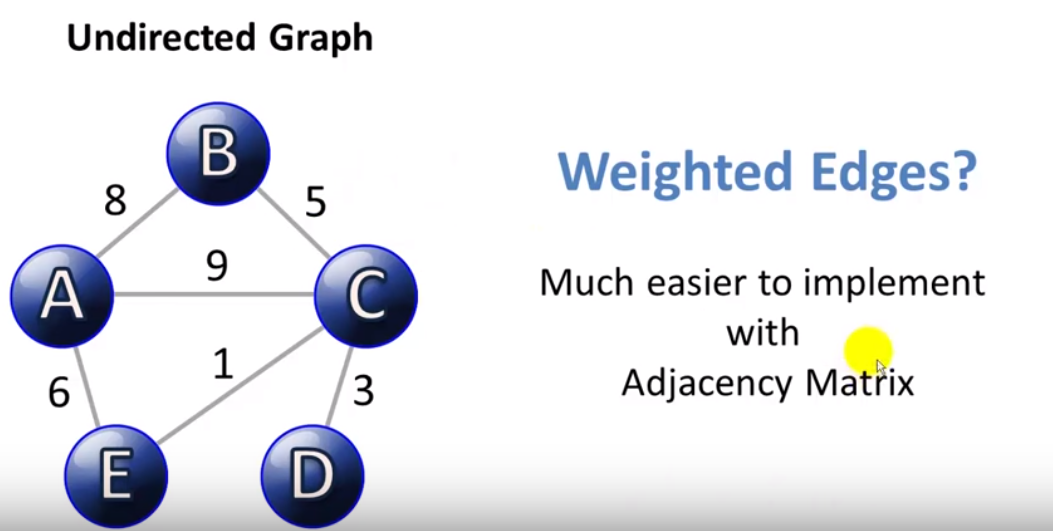 Undirected Graph
B
8
5
Weighted Edges?
9
A
C
Much easier to implement
with
1
6
3
Adjacency Matrix
E
D